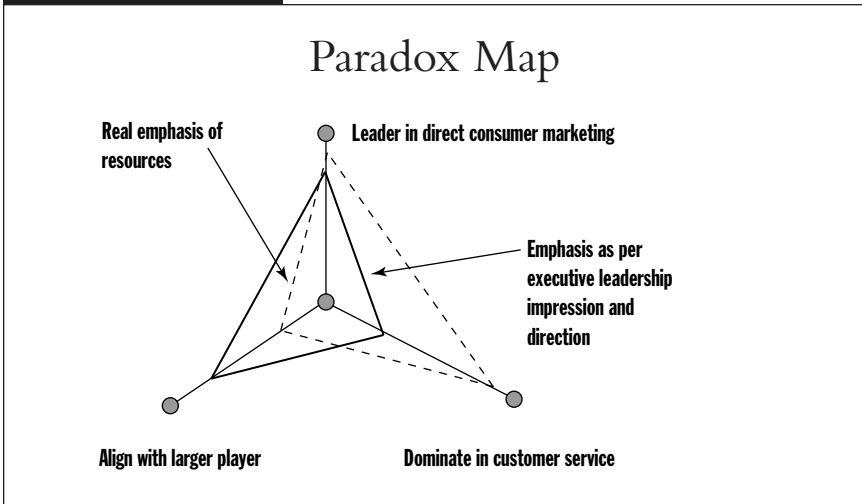 Paradox Map
Real emphasis of
resources
Leader in direct consumer marketing
Emphasis as per
executive leadership
impression and
direction
Align with larger player
Dominate in customer service